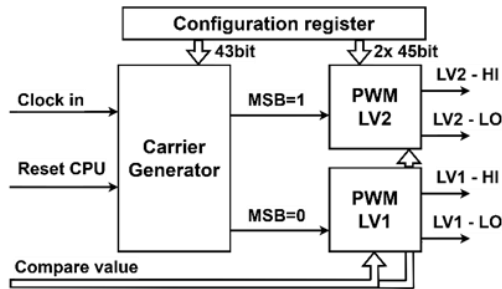 Configuration register
43bit
2x 45bit
Clock in
Reset CPU
Carrier
Generator
MSB=1
MSB=0
PWM
LV2
LV2 - HI
LV2 - LO
PWM
LV1
LV1 - HI
LV1 - LO
Compare value